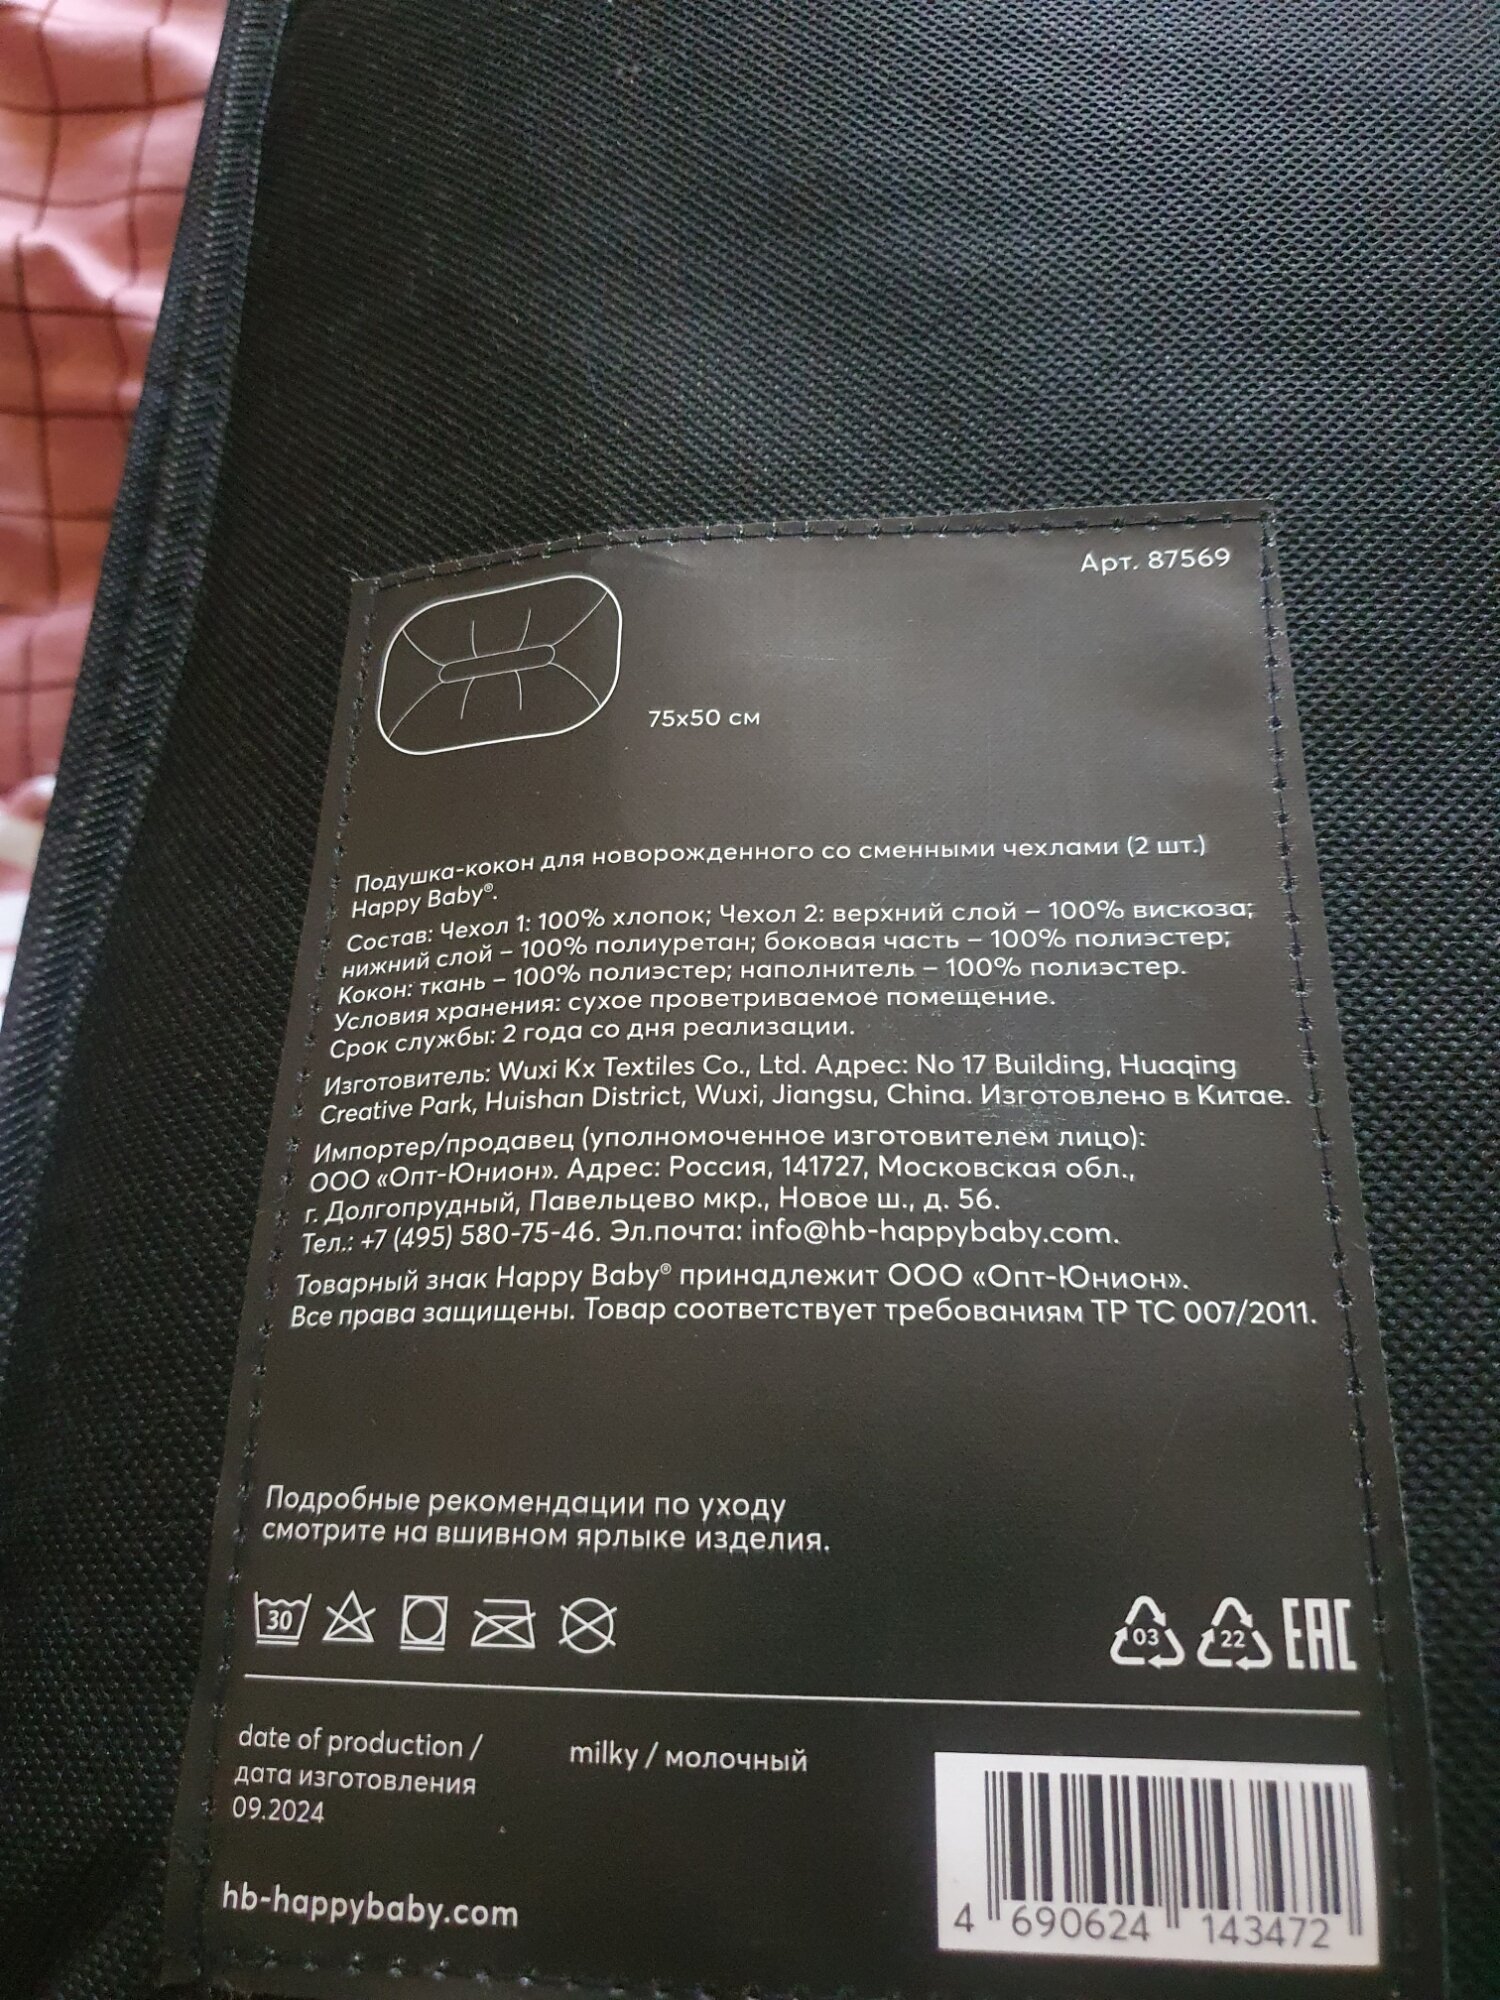 Арт. 87569
75x50 см
Подушка-кокон для новорожденного со сменными чехлами (2 шт.)
Happy Baby®.
Состав: Чехол 1: 100% хлопок; Чехол 2: верхний слой – 100% вискоза;
нижний слой – 100% полиуретан; боковая часть – 100% полиэстер;
Кокон: ткань – 100% полиэстер; наполнитель – 100% полиэстер.
Условия хранения: сухое проветриваемое помещение.
Срок службы: 2 года со дня реализации.
Изготовитель: Wuxi Kx Textiles Co., Ltd. Адрес: No 17 Building, Huaqing
Creative Park, Huishan District, Wuxi, Jiangsu, China. Изготовлено в Китае.
Импортер/продавец (уполномоченное изготовителем лицо):
ООО «Опт-Юнион». Адрес: Россия, 141727, Московская обл.,
г. Долгопрудный, Павельцево мкр., Новое ш., д. 56.
Тел.: +7 (495) 580-75-46. Эл.почта: info@hb-happybaby.com.
Товарный знак Happy Baby® принадлежит ООО «Опт-Юнион».
Все права защищены. Товар соответствует требованиям ТР ТС 007/2011.
Подробные рекомендации по уходу
смотрите на вшивном ярлыке изделия.
30
03 22 EAC
date of production /
дата изготовления
09.2024
milky / молочный
hb-happybaby.com
4 690624 143472